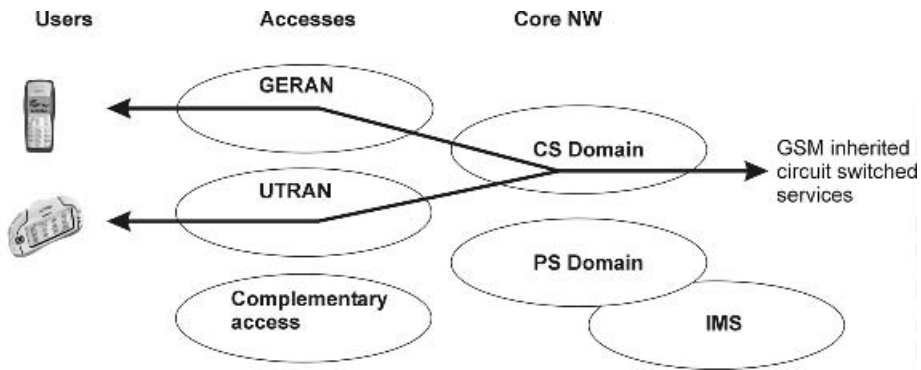 Users
Accesses
Core NW
GERAN
CS Domain
GSM inherited
circuit switched
services
UTRAN
PS Domain
Complementary
access
IMS